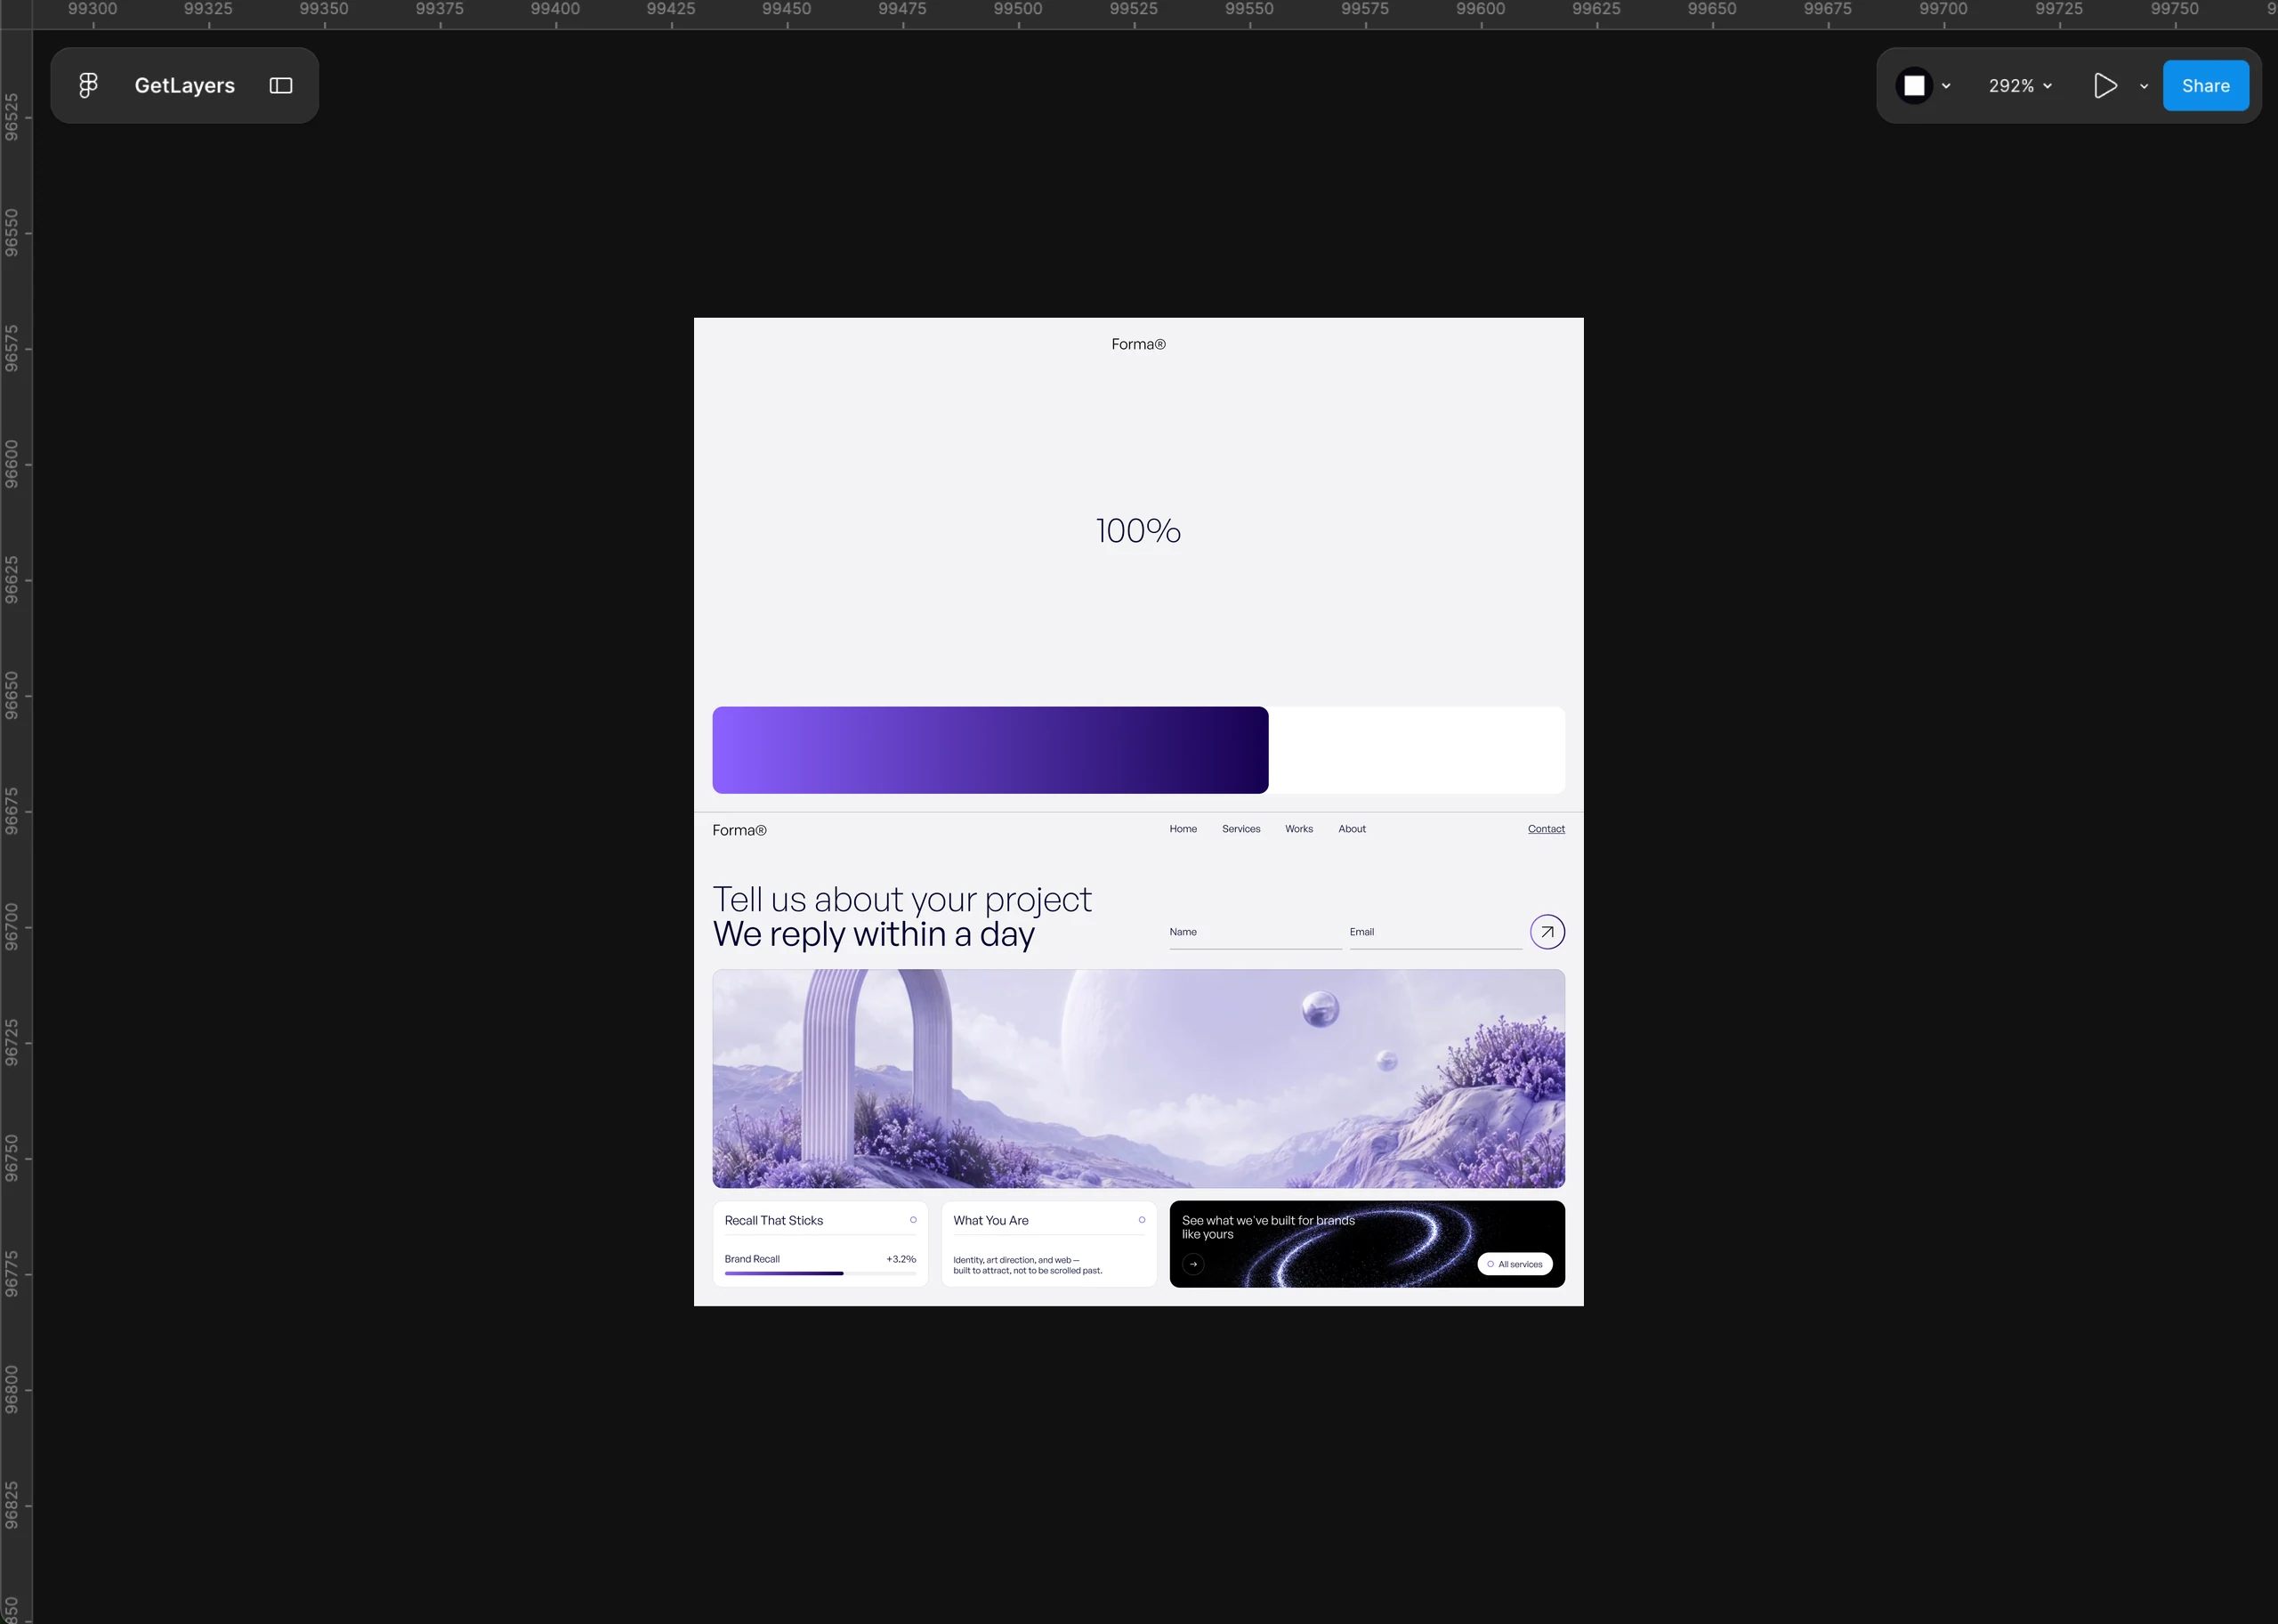 99300 99325 99350 99375 99400 99425 99450 99475 99500 99525 99550 99575 99600 99625 99650 99675 99700 99725 99750
GetLayers
292%
Share
96525
96550
96575
96600
96625
96650
96675
96700
96725
96750
96775
96800
96825
Forma®
100%
Forma®
Home Services Works About Contact
Tell us about your project
We reply within a day
Name Email
Recall That Sticks
Brand Recall +3.2%
What You Are
Identity, art direction, and web —
built to attract, not to be scrolled past.
See what we've built for brands
like yours
All services